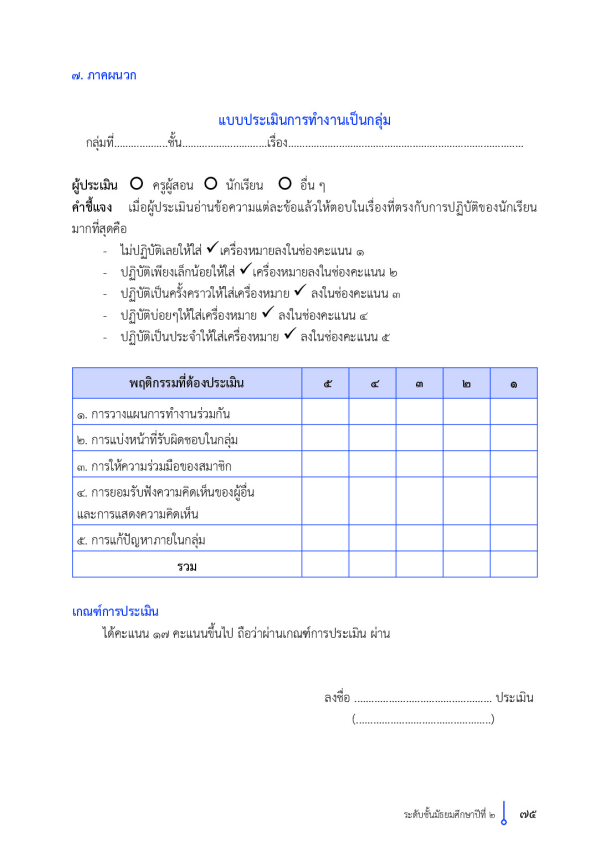 ๗. ภาคผนวก
แบบประเมินการทำงานเป็นกลุ่ม
กลุ่มที่...................ชั้น..............................เรื่อง...................................................................................
ผู้ประเมิน O ครูผู้สอน O นักเรียน O อื่น ๆ
คำชี้แจง เมื่อผู้ประเมินอ่านข้อความแต่ละข้อแล้วให้ตอบในเรื่องที่ตรงกับการปฏิบัติของนักเรียน
มากที่สุดคือ
- ไม่ปฏิบัติเลยให้ใส่ ✓เครื่องหมายลงในช่องคะแนน ๑
- ปฏิบัติเพียงเล็กน้อยให้ใส่ ✓เครื่องหมายลงในช่องคะแนน ๒
- ปฏิบัติเป็นครั้งคราวให้ใส่เครื่องหมาย ✓ ลงในช่องคะแนน ๓
- ปฏิบัติบ่อยๆให้ใส่เครื่องหมาย ✓ ลงในช่องคะแนน ๔
- ปฏิบัติเป็นประจำให้ใส่เครื่องหมาย ✓ ลงในช่องคะแนน ๕
พฤติกรรมที่ต้องประเมิน ๕ ๔ ๓ ๒ ๑
๑. การวางแผนการทำงานร่วมกัน
๒. การแบ่งหน้าที่รับผิดชอบในกลุ่ม
๓. การให้ความร่วมมือของสมาชิก
๔. การยอมรับฟังความคิดเห็นของผู้อื่น
และการแสดงความคิดเห็น
๕. การแก้ปัญหาภายในกลุ่ม
รวม
เกณฑ์การประเมิน
ได้คะแนน ๑๗ คะแนนขึ้นไป ถือว่าผ่านเกณฑ์การประเมิน ผ่าน
ลงชื่อ ................................................ ประเมิน
(...............................................)
ระดับชั้นมัธยมศึกษาปีที่ ๒ ๗๕